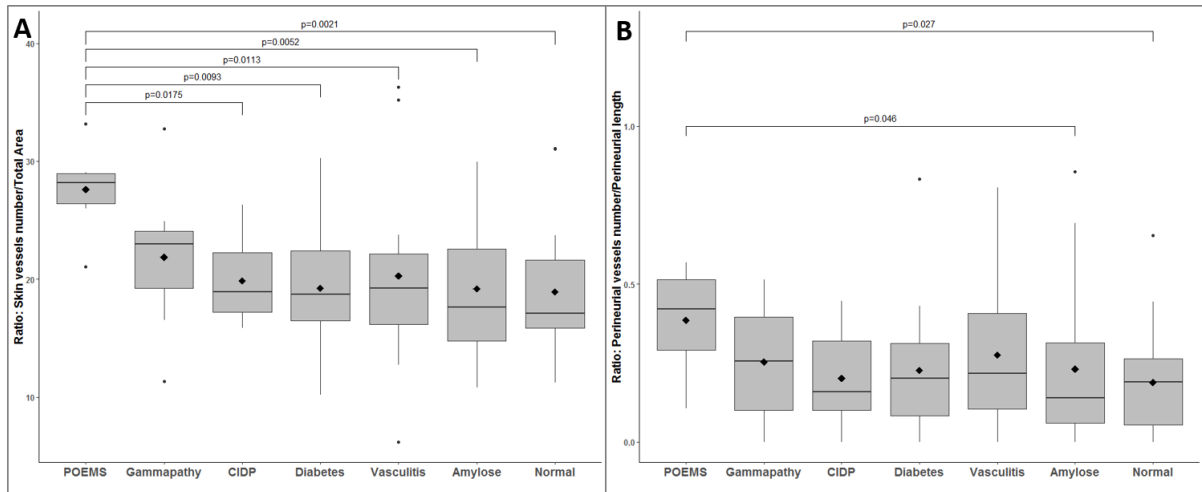 A
p=0.0021
p=0.0052
p=0.0113
p=0.0093
p=0.0175
Ratio: Skin vessels number/Total Area
40
30
20
10
POEMS Gammapathy CIDP Diabetes Vasculitis Amylose Normal
B
p=0.027
p=0.046
Ratio: Perineurial vessels number/Perineurial length
1.0
0.5
0.0
POEMS Gammapathy CIDP Diabetes Vasculitis Amylose Normal